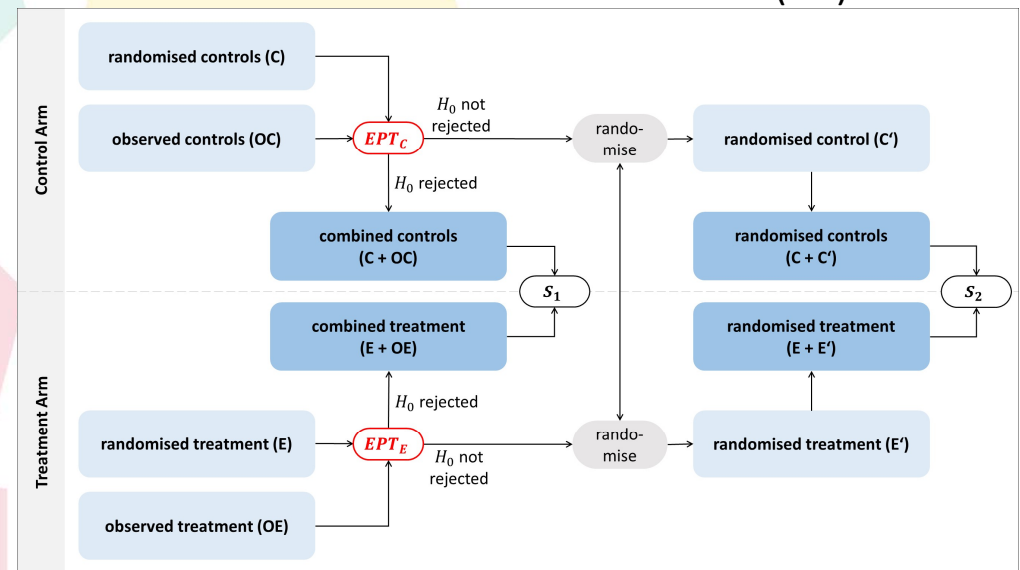 Control Arm
randomised controls (C)
observed controls (OC)
EPT_C
H_0 not
rejected
rando-
mise
randomised control (C‘)
H_0 rejected
combined controls
(C + OC)
randomised controls
(C + C‘)
S_1
S_2
Treatment Arm
combined treatment
(E + OE)
randomised treatment
(E + E‘)
H_0 rejected
randomised treatment (E)
EPT_E
H_0 not
rejected
rando-
mise
randomised treatment (E‘)
observed treatment (OE)